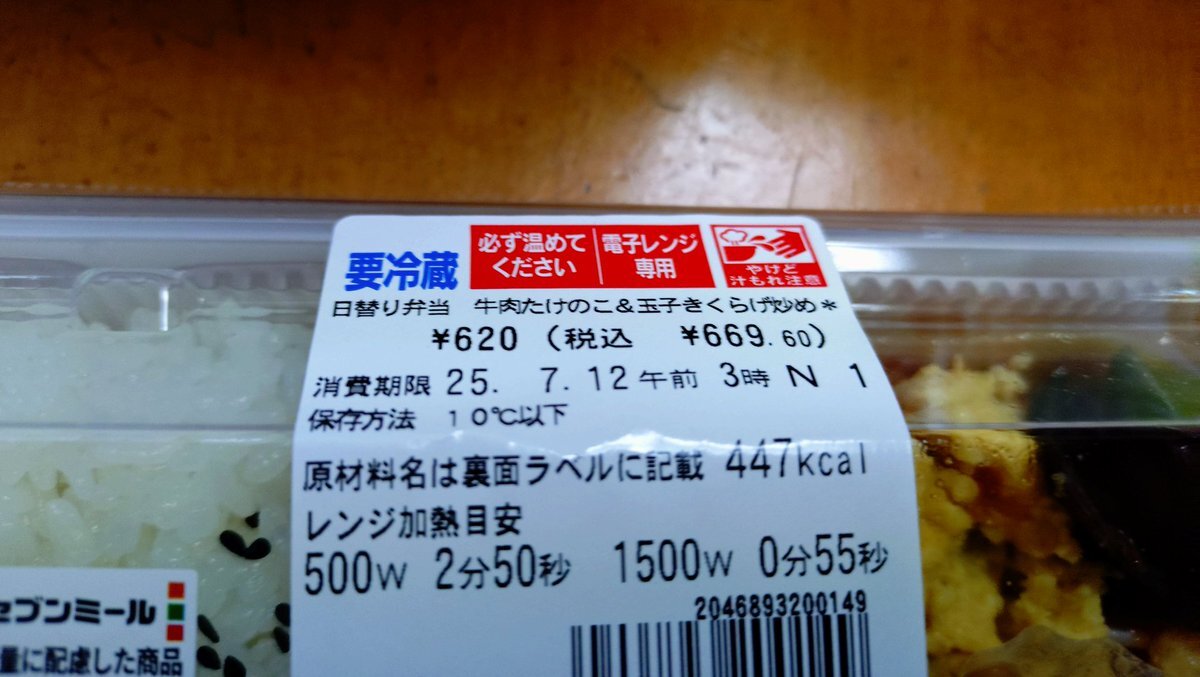 要冷蔵
必ず温めて
ください
電子レンジ
専用
やけど
汁もれ注意
日替り弁当 牛肉たけのこ&玉子きくらげ炒め*
¥620 (税込 ¥669.60)
消費期限 25. 7.12 午前 3時 N 1
保存方法 10℃以下
原材料名は裏面ラベルに記載 447kcal
レンジ加熱目安
500W 2分50秒 1500W 0分55秒
2046893200149
セブンミール
量に配慮した商品